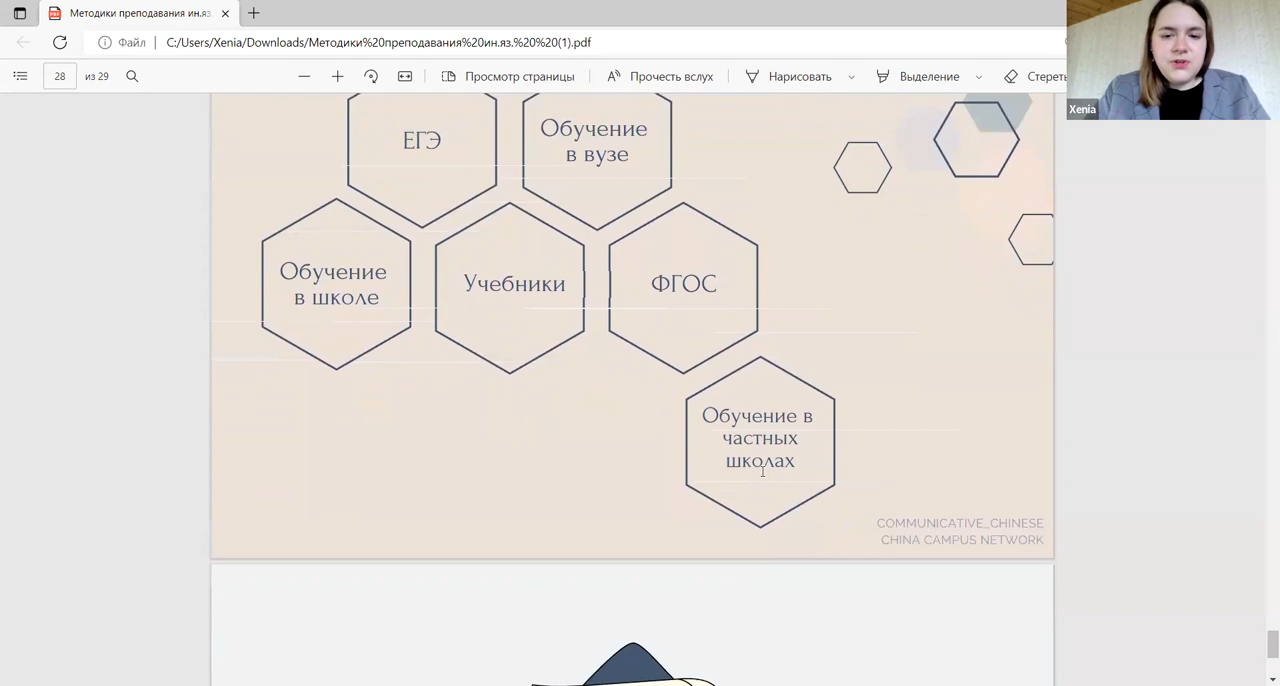 Методики преподавания ин.яз.
Файл
C:/Users/Xenia/Downloads/Методики%20преподавания%20ин.яз.%20%20(1).pdf
28
из 29
Просмотр страницы
Прочесть вслух
Нарисовать
Выделение
Стереть
Xenia
ЕГЭ
Обучение
в вузе
Обучение
в школе
Учебники
ФГОС
Обучение в
частных
школах
COMMUNICATIVE_CHINESE
CHINA CAMPUS NETWORK